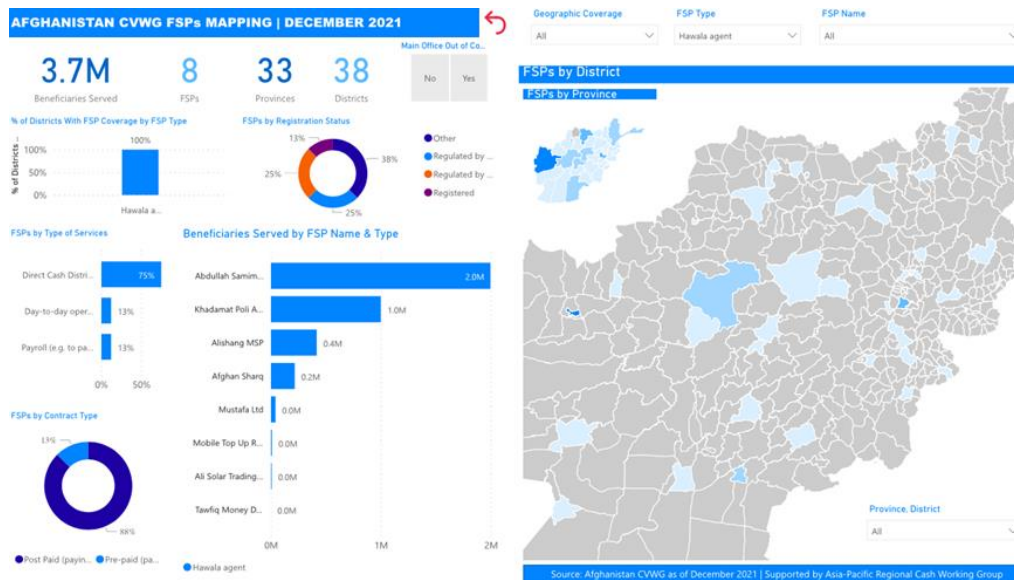 AFGHANISTAN CVWG FSPs MAPPING | DECEMBER 2021
Main Office Out of Co...
3.7M
8
33
38
No
Yes
Beneficiaries Served
FSPs
Provinces
Districts
% of Districts With FSP Coverage by FSP Type
% of Districts ...
100%
50%
0%
100%
Hawala a...
FSPs by Registration Status
13%
38%
25%
25%
Other
Regulated by ...
Regulated by ...
Registered
FSPs by Type of Services
Direct Cash Distri...
75%
Day-to-day oper...
13%
Payroll (e.g. to pa...
13%
0%
50%
FSPs by Contract Type
13%
88%
Post Paid (payin...
Pre-paid (pa...
Beneficiaries Served by FSP Name & Type
Abdullah Samim...
2.0M
Khadamat Poli A...
1.0M
Alishang MSP
0.4M
Afghan Sharq
0.2M
Mustafa Ltd
0.0M
Mobile Top Up R...
0.0M
Ali Solar Trading...
0.0M
Tawfiq Money D...
0.0M
0M
1M
2M
Hawala agent
Geographic Coverage
All
FSP Type
Hawala agent
FSP Name
All
FSPs by District
FSPs by Province
Province, District
All
Source: Afghanistan CVWG as of December 2021 | Supported by Asia-Pacific Regional Cash Working Group